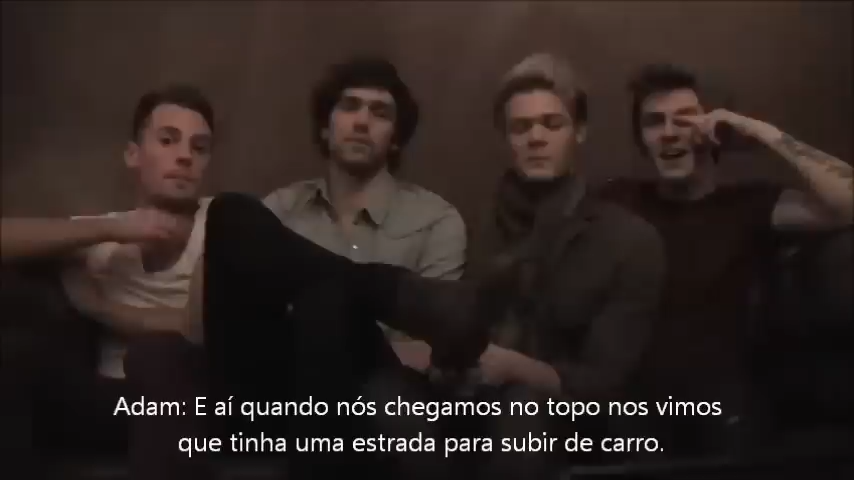 Adam: E aí quando nós chegamos no topo nos vimos
que tinha uma estrada para subir de carro.